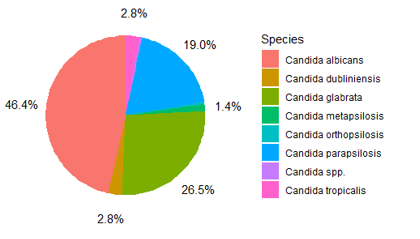 2.8%
19.0%
1.4%
26.5%
2.8%
46.4%
Species
Candida albicans
Candida dubliniensis
Candida glabrata
Candida metapsilosis
Candida orthopsilosis
Candida parapsilosis
Candida spp.
Candida tropicalis